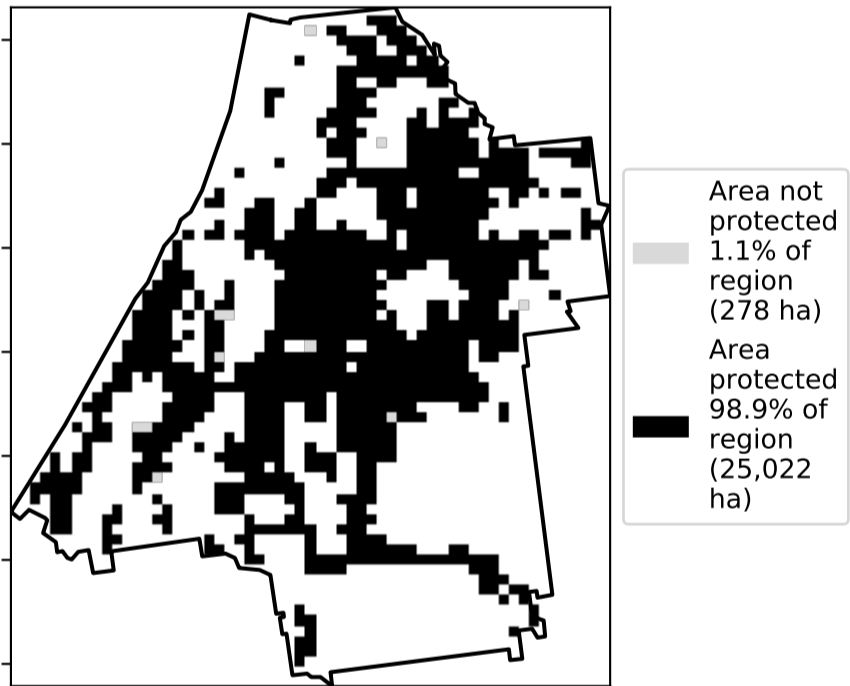 Area not
protected
1.1% of
region
(278 ha)
Area
protected
98.9% of
region
(25,022
ha)